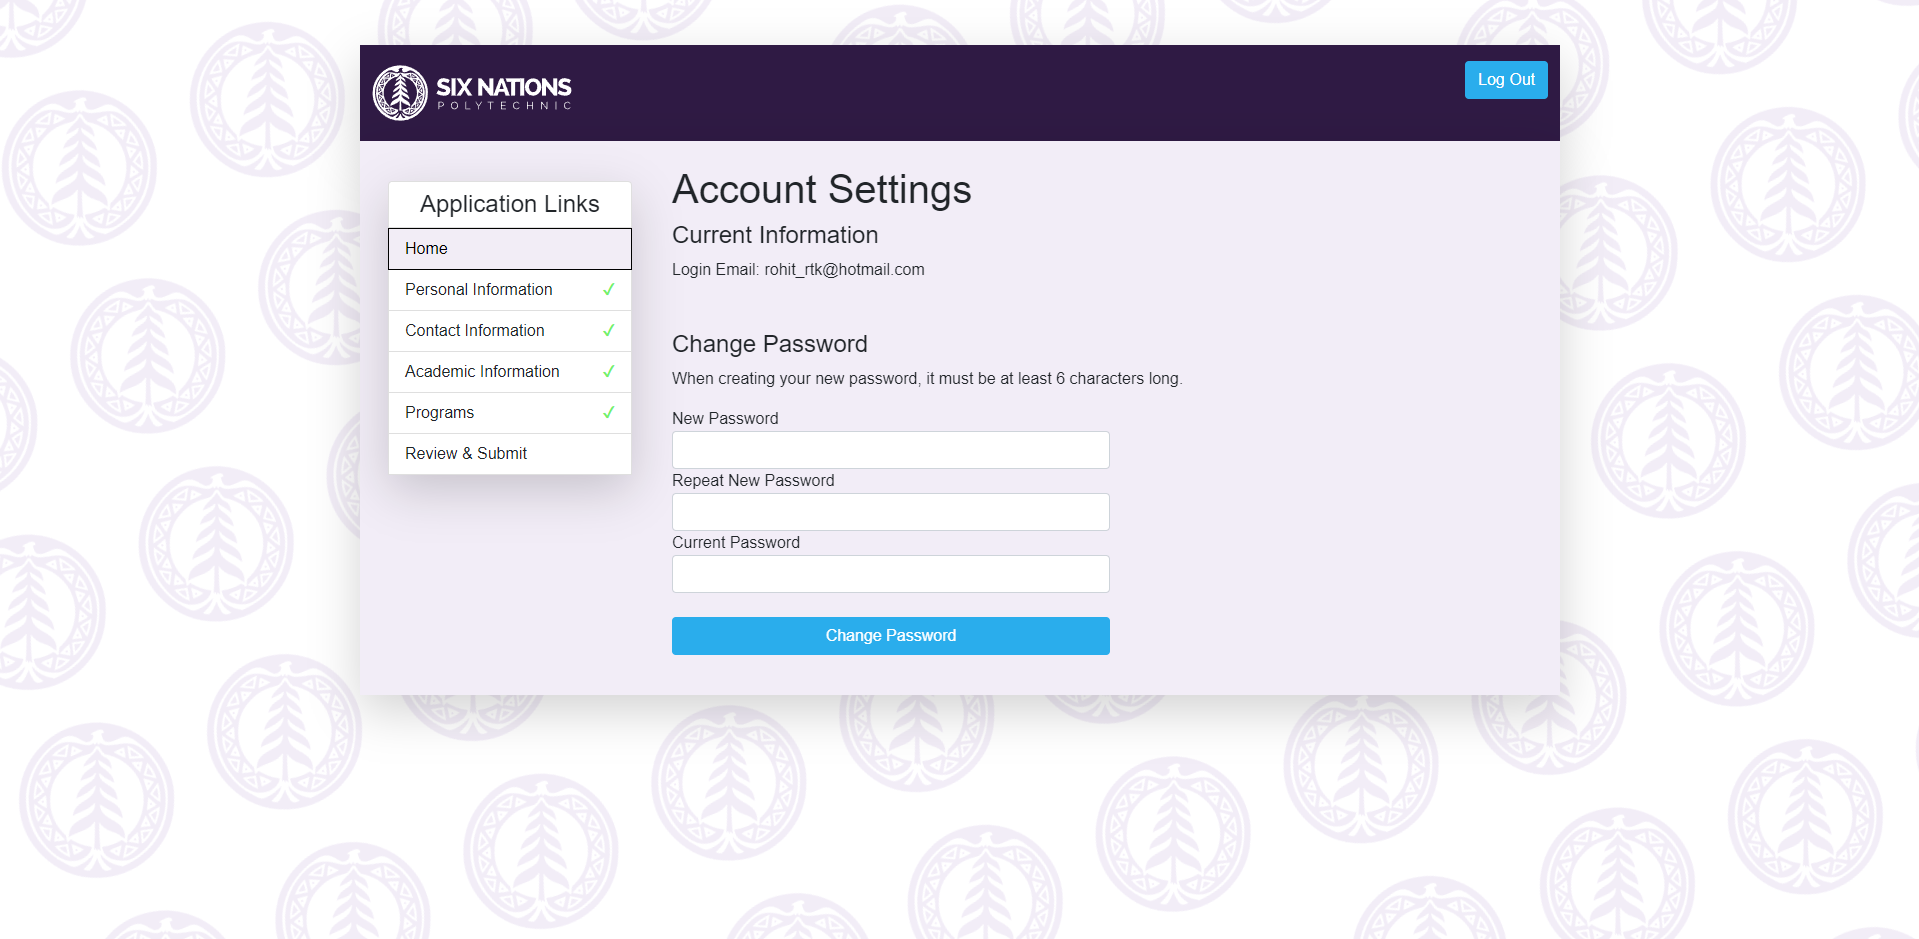 SIX NATIONS
POLYTECHNIC
Log Out
Application Links
Home
Personal Information
Contact Information
Academic Information
Programs
Review & Submit
Account Settings
Current Information
Login Email: rohit_rtk@hotmail.com
Change Password
When creating your new password, it must be at least 6 characters long.
New Password
Repeat New Password
Current Password
Change Password